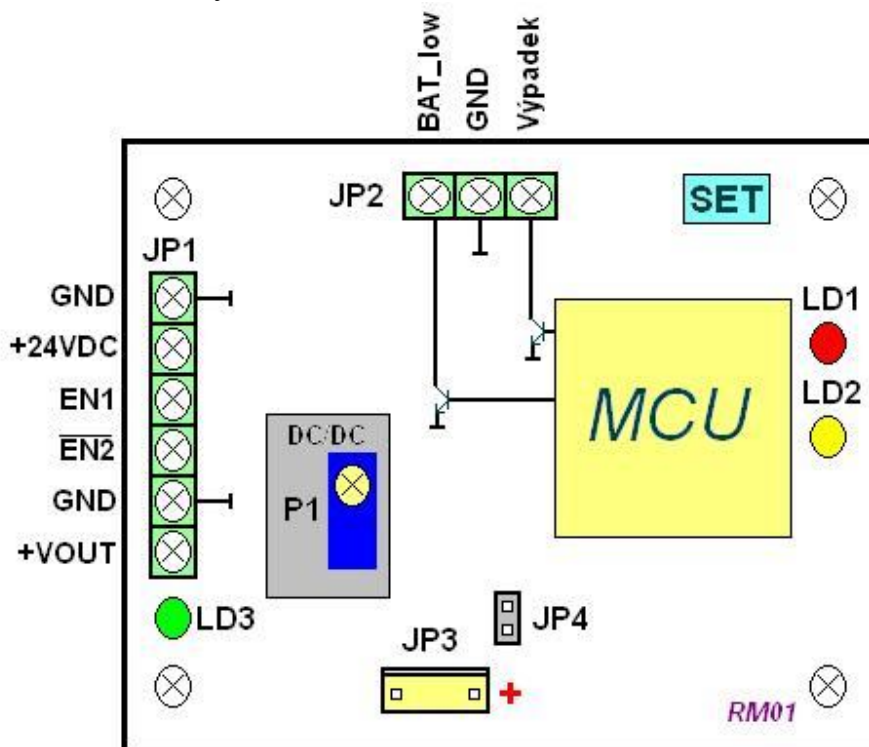 BAT_low
GND
Výpadek
JP2
SET
JP1
GND
+24VDC
EN1
EN2
GND
+VOUT
LD1
LD2
MCU
DC/DC
P1
LD3
JP4
JP3
+
RM01